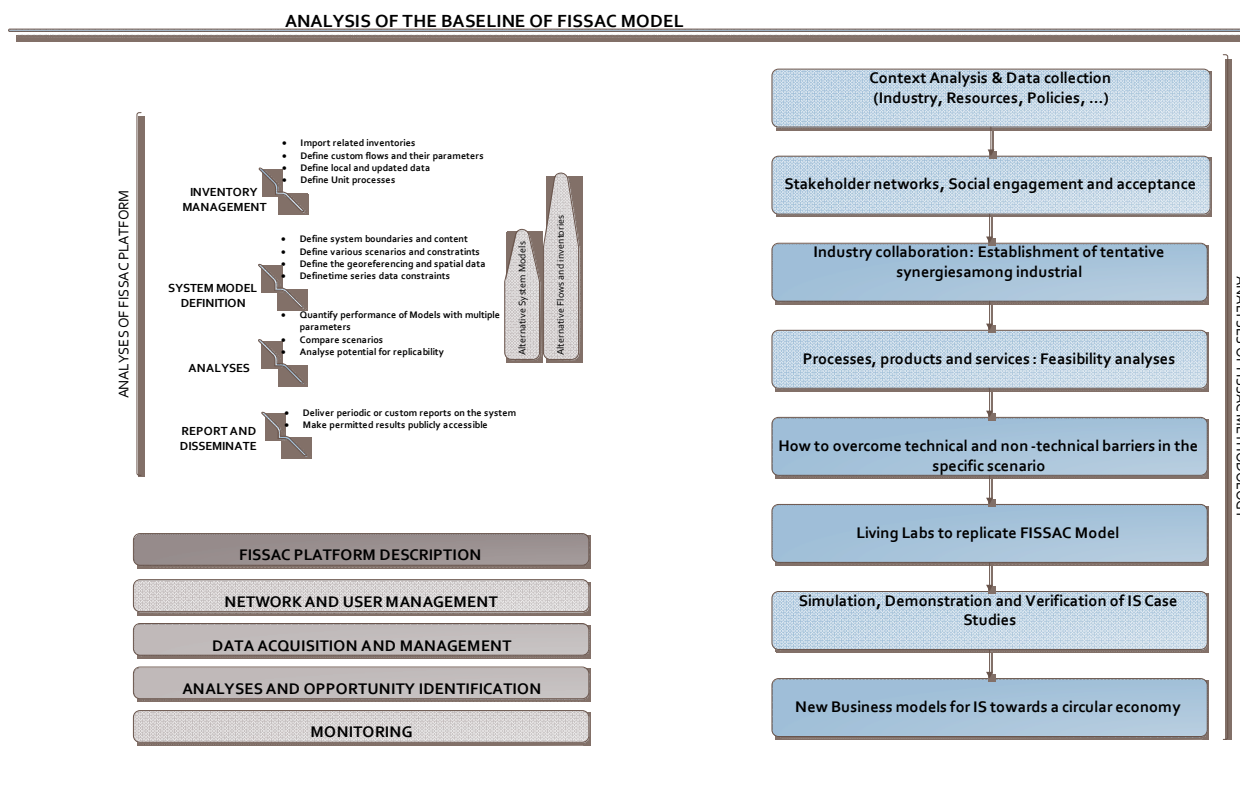 ANALYSIS OF THE BASELINE OF FISSAC MODEL
ANALYSES OF FISSAC PLATFORM
INVENTORY
MANAGEMENT
• Import related inventories
• Define custom flows and their parameters
• Define local and updated data
• Define Unit processes
SYSTEM MODEL
DEFINITION
• Define system boundaries and content
• Define various scenarios and constratints
• Define the georeferencing and spatial data
• Definetime series data constraints
ANALYSES
• Quantify performance of Models with multiple
parameters
• Compare scenarios
• Analyse potential for replicability
REPORT AND
DISSEMINATE
• Deliver periodic or custom reports on the system
• Make permitted results publicly accessible
Alternative System Models
Alternative Flows and inventories
FISSAC PLATFORM DESCRIPTION
NETWORK AND USER MANAGEMENT
DATA ACQUISITION AND MANAGEMENT
ANALYSES AND OPPORTUNITY IDENTIFICATION
MONITORING
Context Analysis & Data collection
(Industry, Resources, Policies, ...)
Stakeholder networks, Social engagement and acceptance
Industry collaboration: Establishment of tentative
synergiesamong industrial
Processes, products and services : Feasibility analyses
How to overcome technical and non -technical barriers in the
specific scenario
Living Labs to replicate FISSAC Model
Simulation, Demonstration and Verification of IS Case
Studies
New Business models for IS towards a circular economy